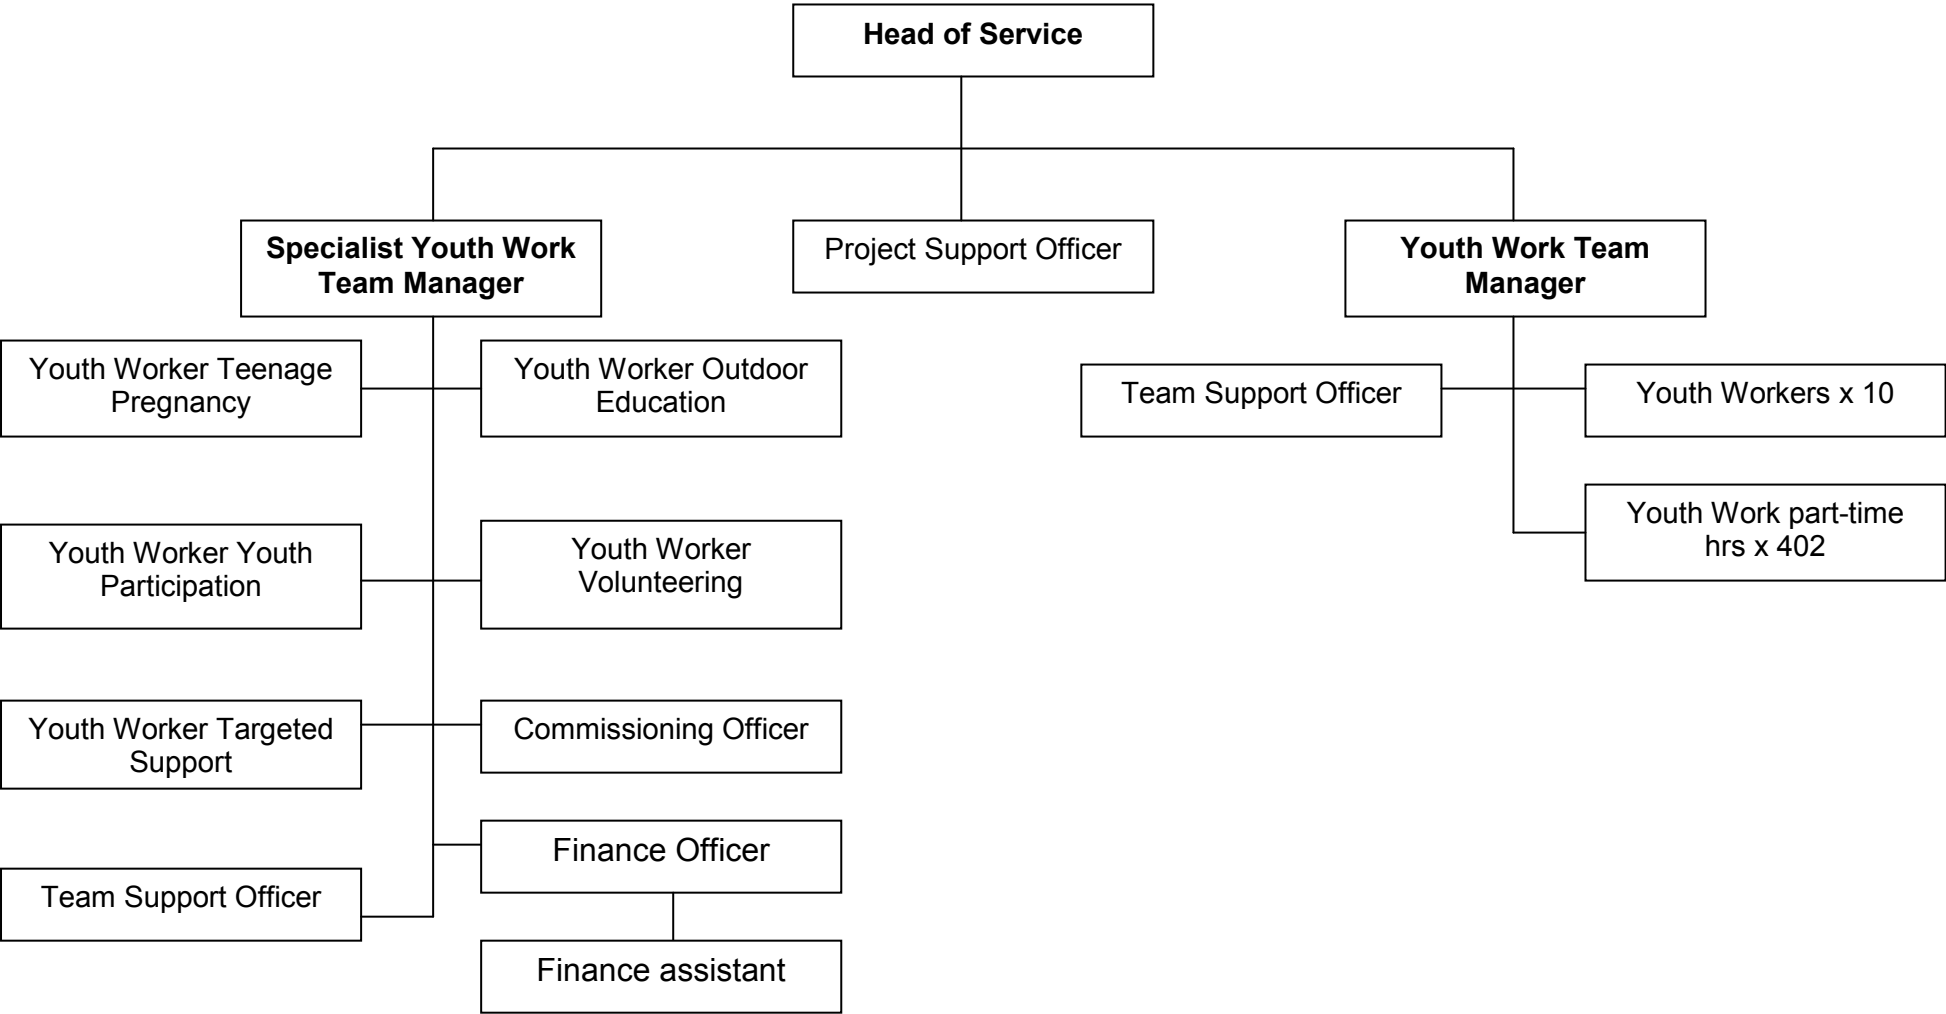 Head of Service
Specialist Youth Work
Team Manager
Project Support Officer
Youth Work Team
Manager
Youth Worker Teenage
Pregnancy
Youth Worker Outdoor
Education
Team Support Officer
Youth Workers x 10
Youth Work part-time
hrs x 402
Youth Worker Youth
Participation
Youth Worker
Volunteering
Youth Worker Targeted
Support
Commissioning Officer
Finance Officer
Team Support Officer
Finance assistant